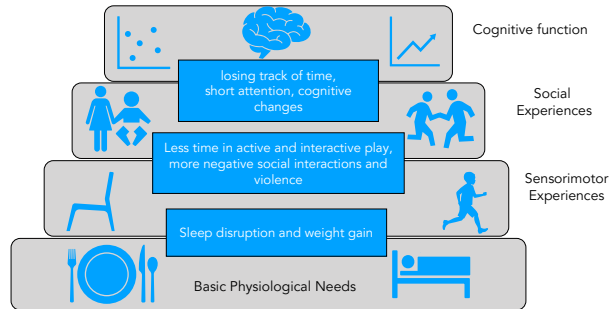 Cognitive function
losing track of time,
short attention, cognitive
changes
Social
Experiences
Less time in active and interactive play,
more negative social interactions and
violence
Sensorimotor
Experiences
Sleep disruption and weight gain
Basic Physiological Needs